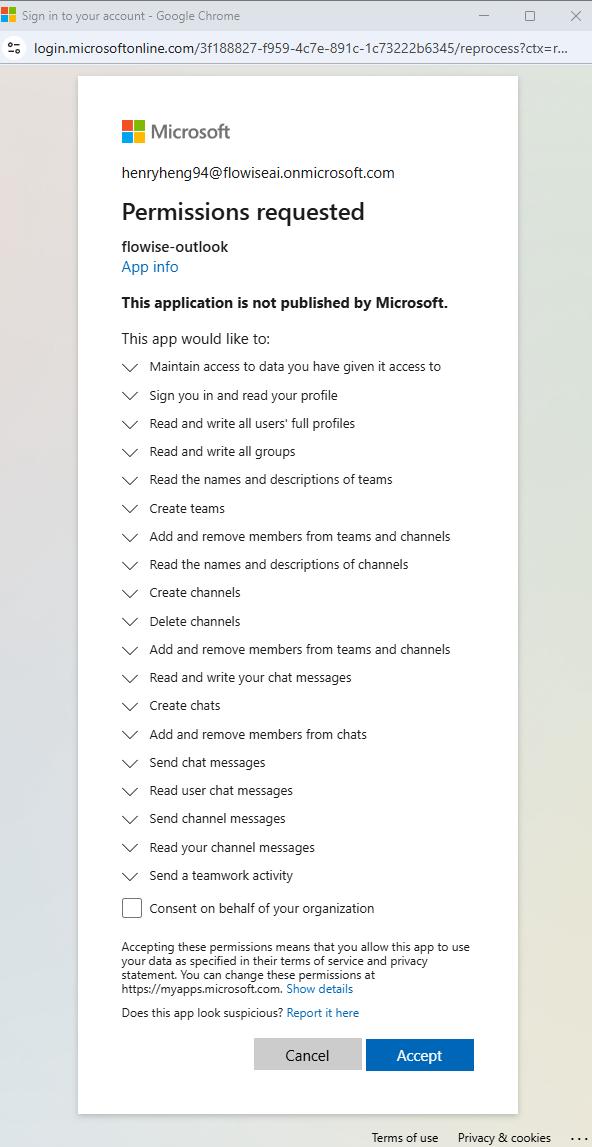 Sign in to your account - Google Chrome
login.microsoftonline.com/3f188827-f959-4c7e-891c-1c73222b6345/reprocess?ctx=r...
Microsoft
henryheng94@flowiseai.onmicrosoft.com
Permissions requested
flowise-outlook
App info
This application is not published by Microsoft.
This app would like to:
Maintain access to data you have given it access to
Sign you in and read your profile
Read and write all users' full profiles
Read and write all groups
Read the names and descriptions of teams
Create teams
Add and remove members from teams and channels
Read the names and descriptions of channels
Create channels
Delete channels
Add and remove members from teams and channels
Read and write your chat messages
Create chats
Add and remove members from chats
Send chat messages
Read user chat messages
Send channel messages
Read your channel messages
Send a teamwork activity
Consent on behalf of your organization
Accepting these permissions means that you allow this app to use
your data as specified in their terms of service and privacy
statement. You can change these permissions at
https://myapps.microsoft.com. Show details
Does this app look suspicious? Report it here
Cancel Accept
Terms of use Privacy & cookies ...